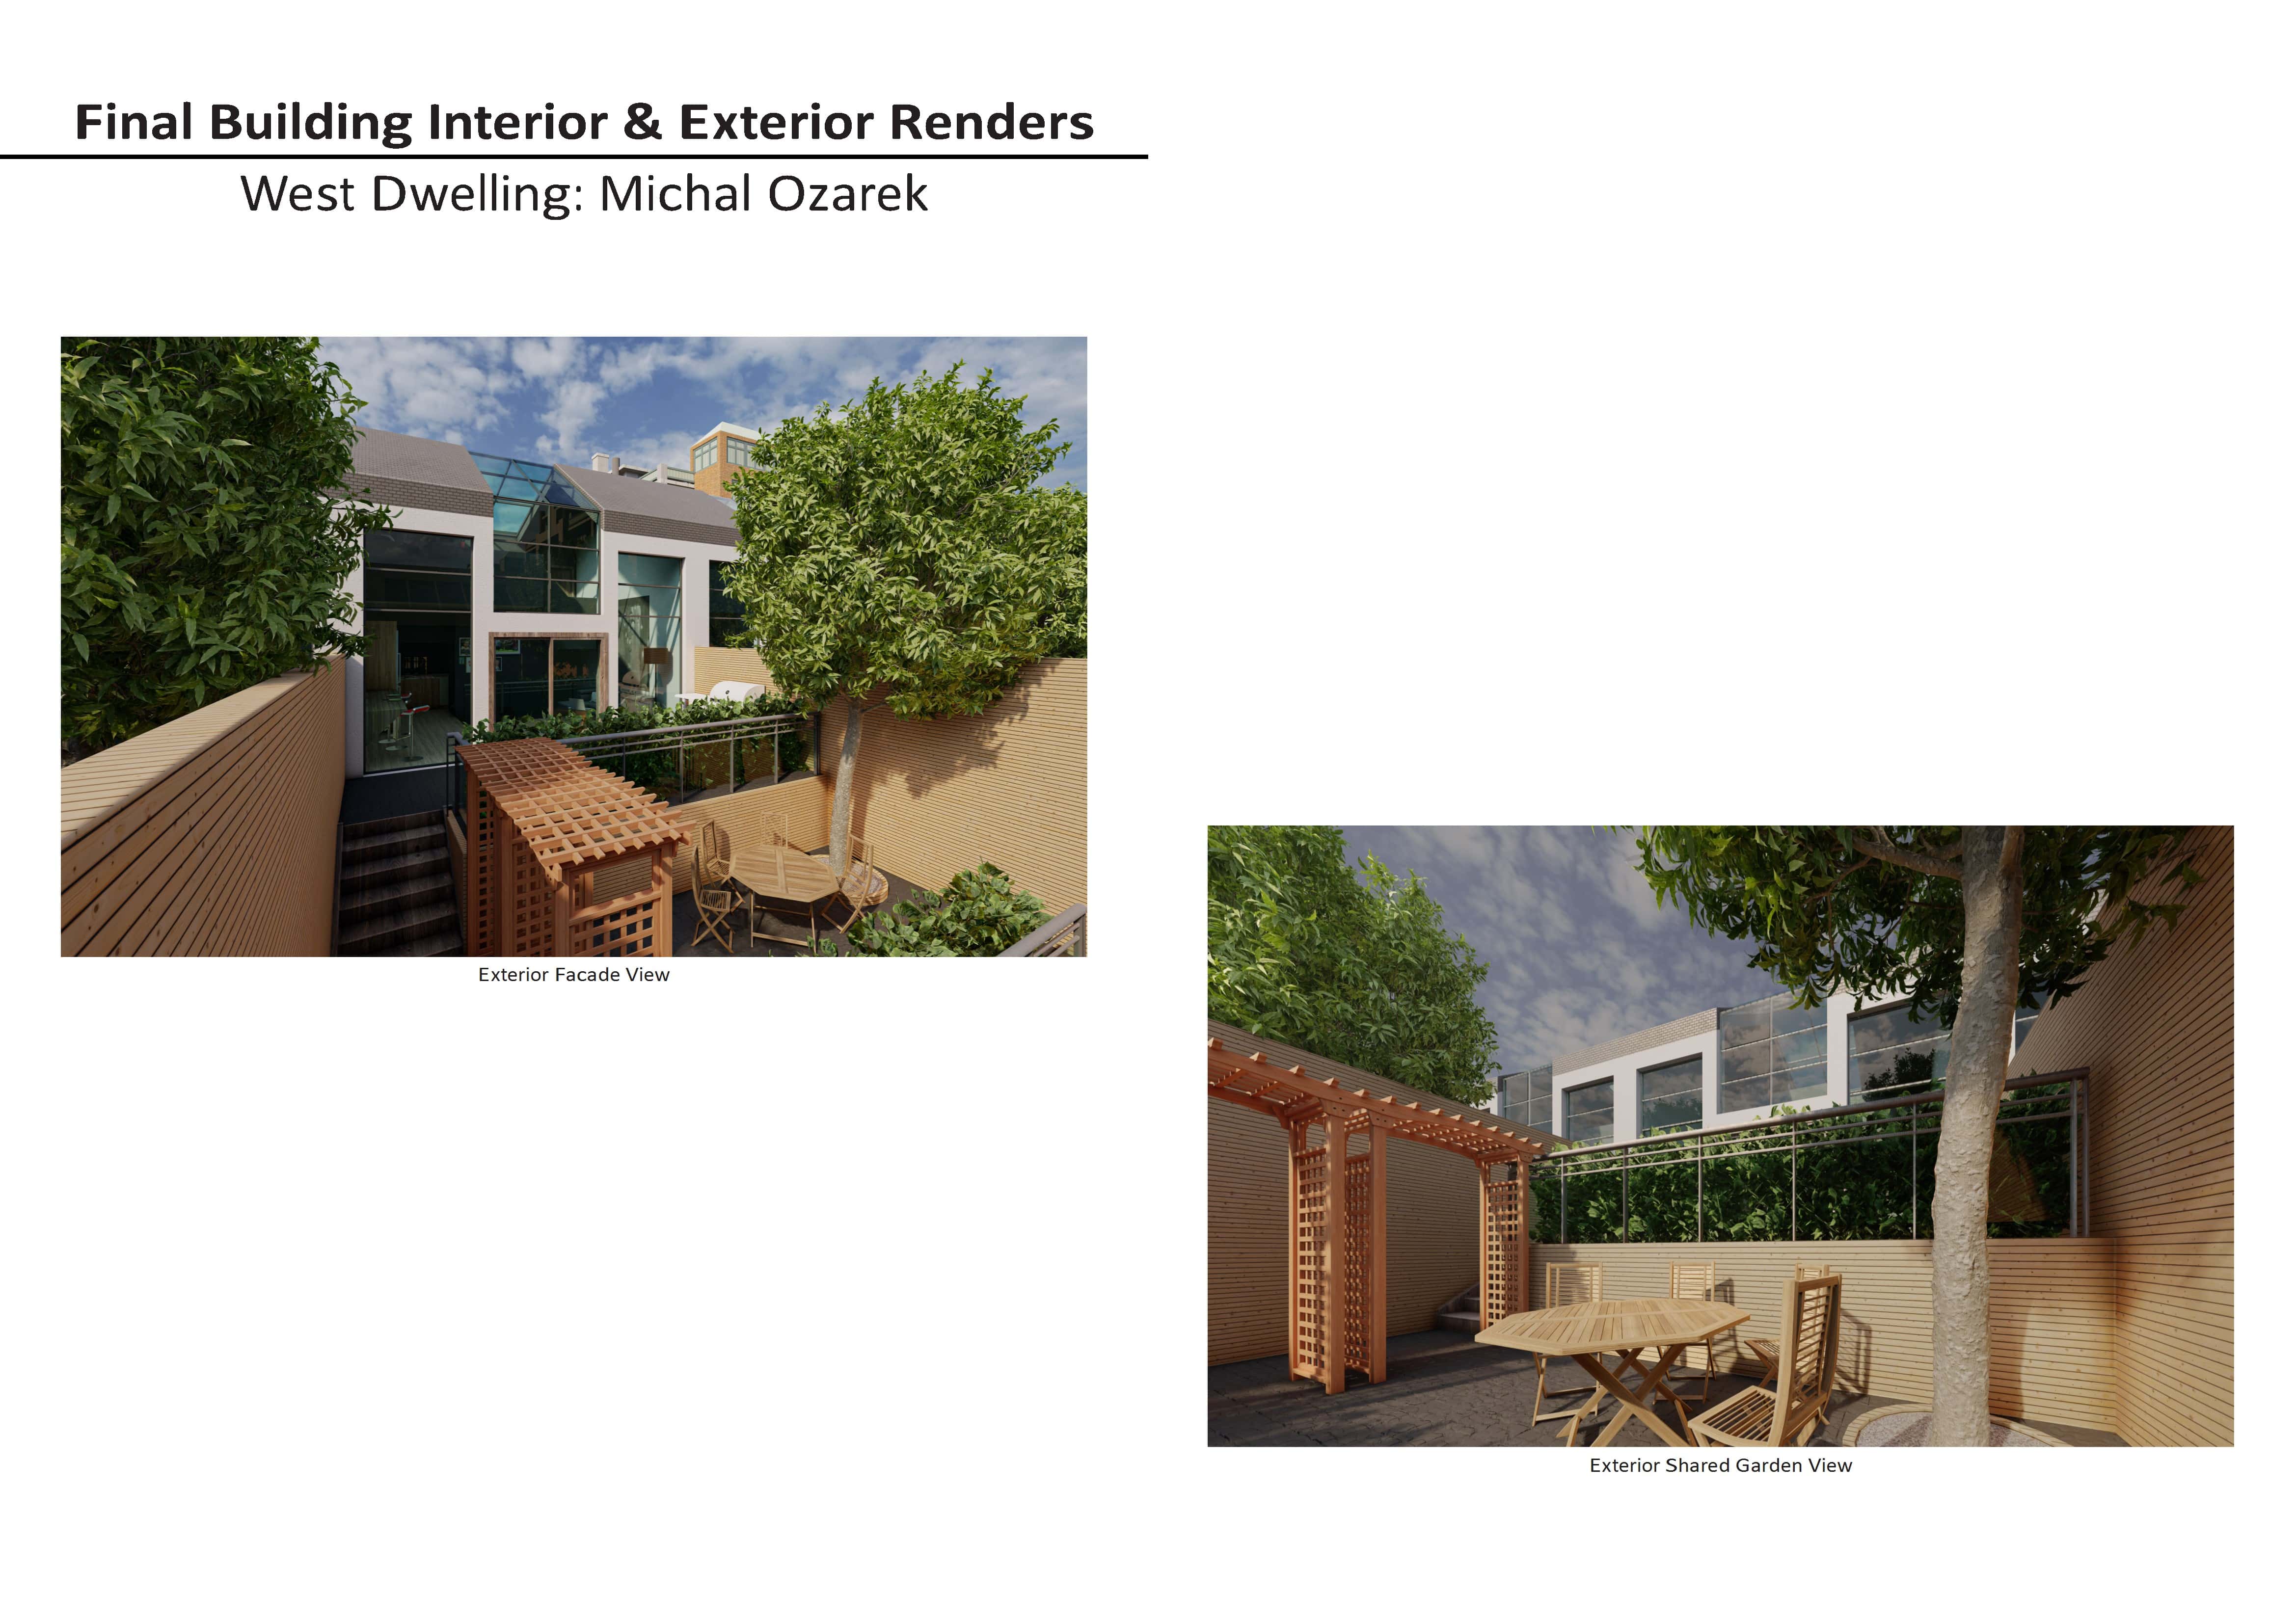 Final Building Interior & Exterior Renders
West Dwelling: Michal Ozarek
Exterior Facade View
Exterior Shared Garden View